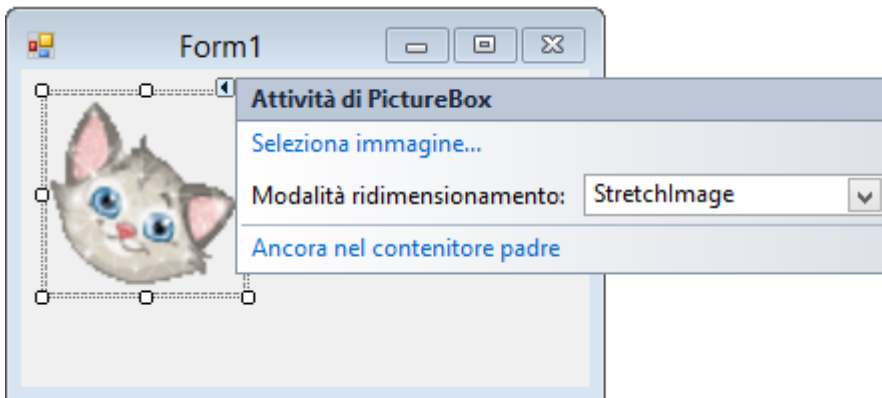 Form1
Attività di PictureBox
Seleziona immagine...
Modalità ridimensionamento: StretchImage
Ancora nel contenitore padre